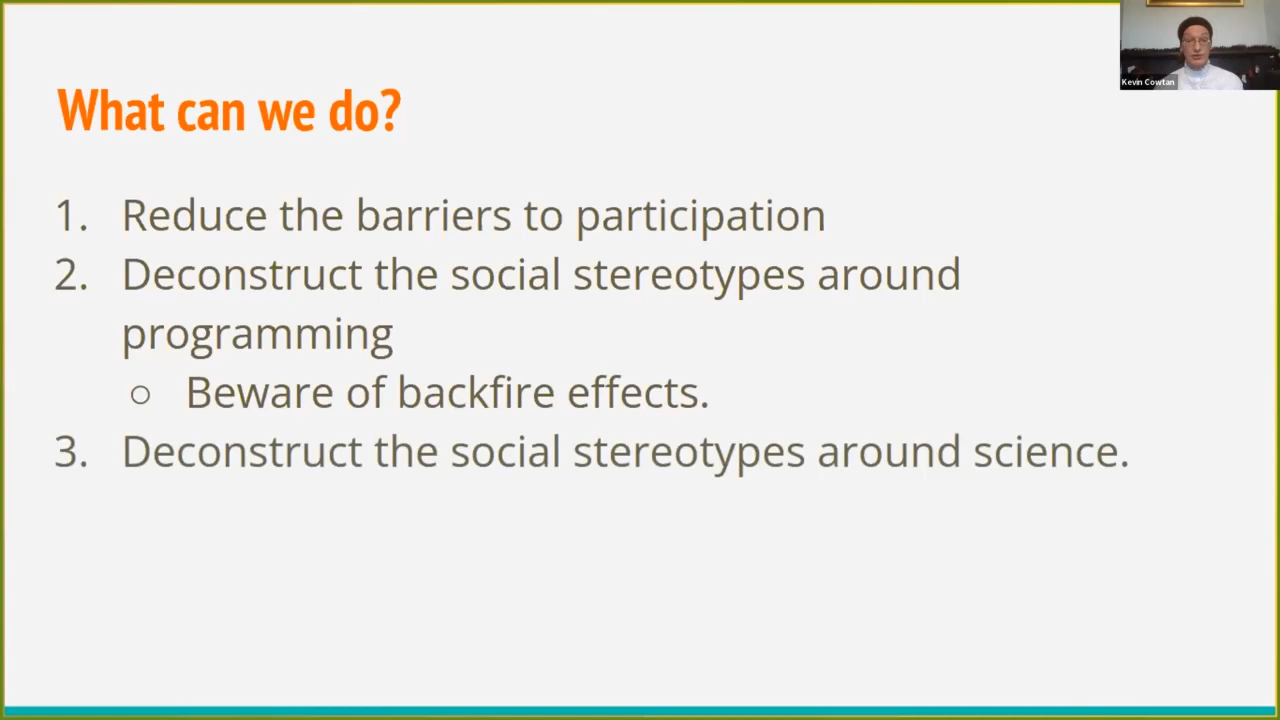 What can we do?
Kevin Cowtan
1. Reduce the barriers to participation
2. Deconstruct the social stereotypes around
programming
○ Beware of backfire effects.
3. Deconstruct the social stereotypes around science.